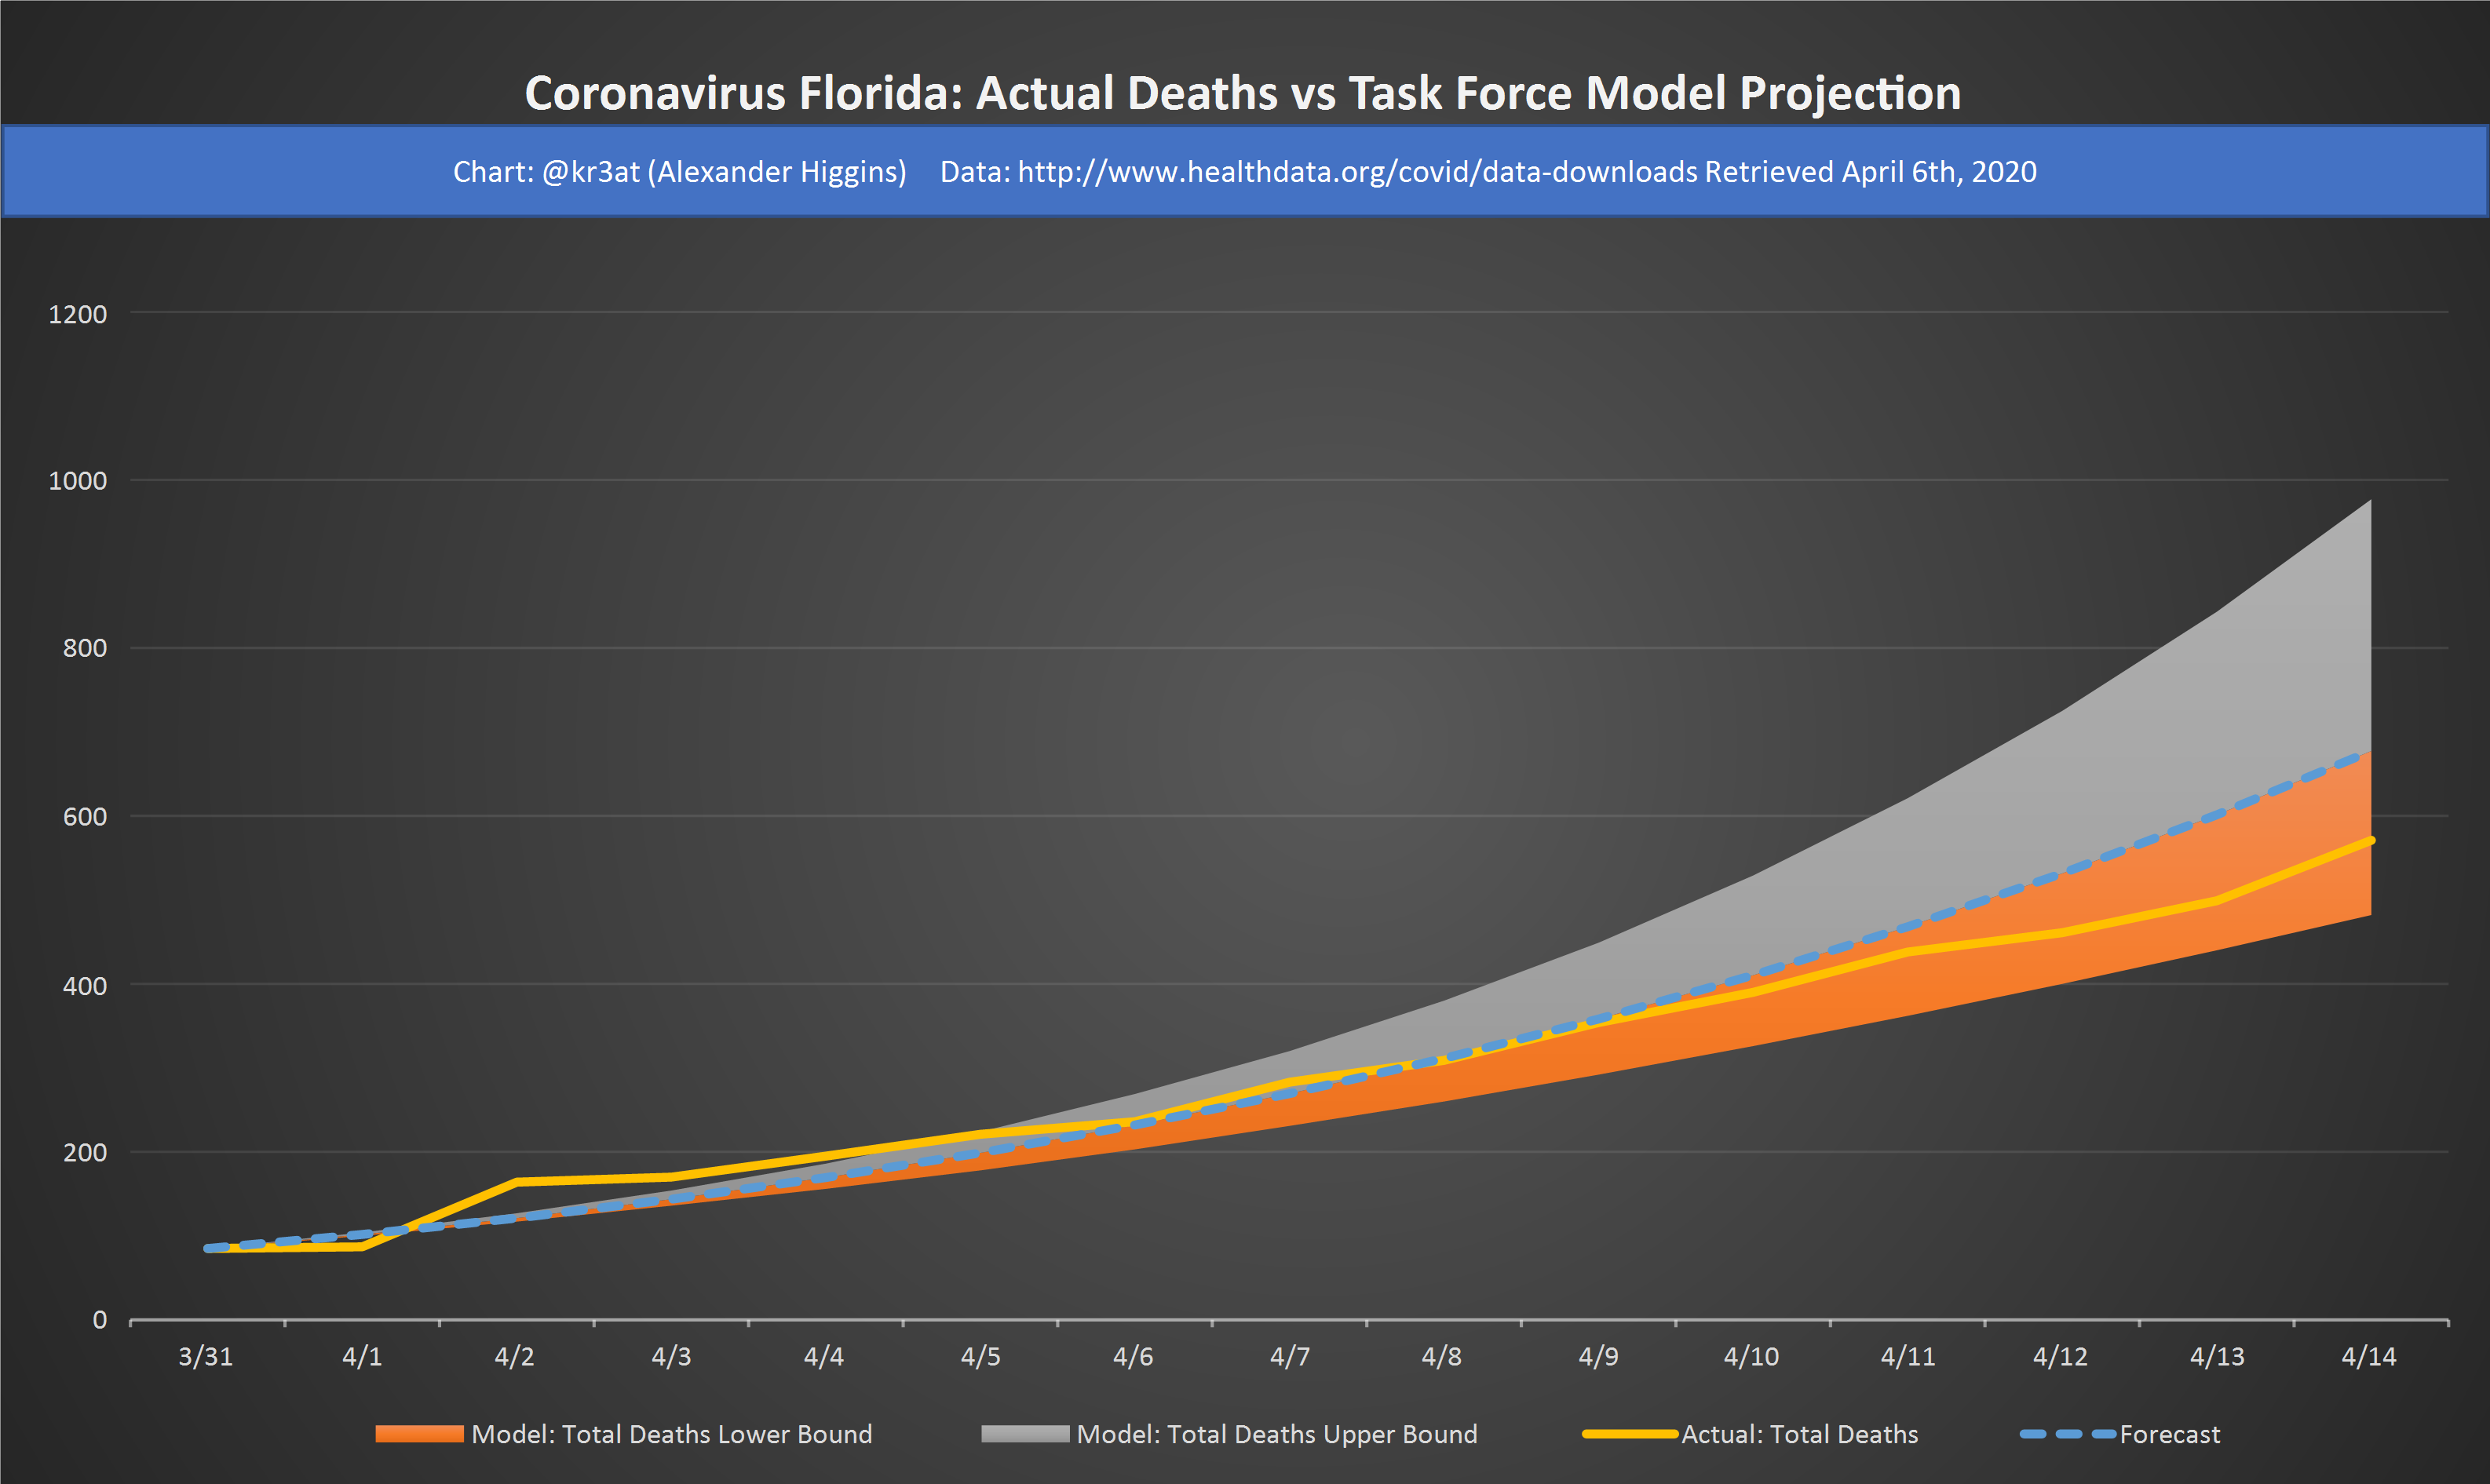 Coronavirus Florida: Actual Deaths vs Task Force Model Projection
Chart: @kr3at (Alexander Higgins) Data: http://www.healthdata.org/covid/data-downloads Retrieved April 6th, 2020
1200
1000
800
600
400
200
0
3/31 4/1 4/2 4/3 4/4 4/5 4/6 4/7 4/8 4/9 4/10 4/11 4/12 4/13 4/14
Model: Total Deaths Lower Bound Model: Total Deaths Upper Bound Actual: Total Deaths Forecast